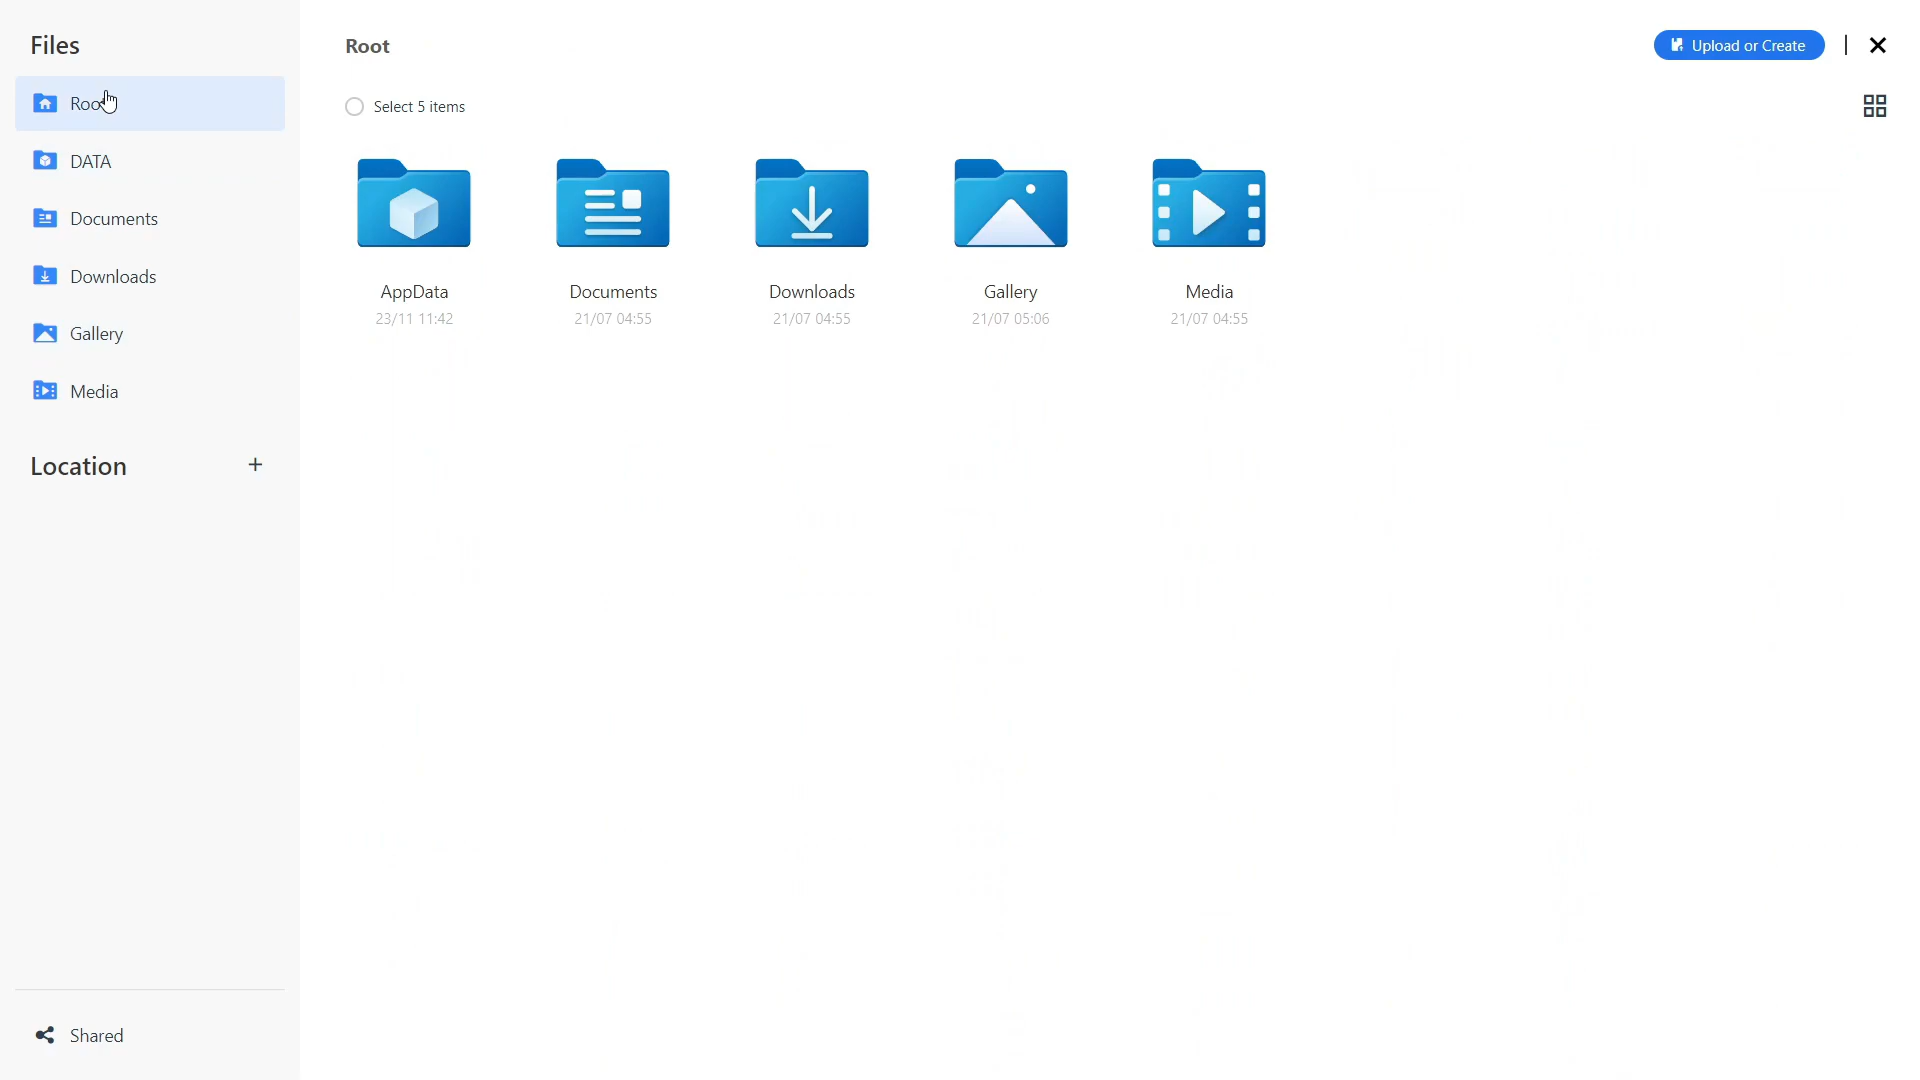 Files
Root
DATA
Documents
Downloads
Gallery
Media
Location
Shared
Root
Upload or Create
Select 5 items
AppData
23/11 11:42
Documents
21/07 04:55
Downloads
21/07 04:55
Gallery
21/07 05:06
Media
21/07 04:55